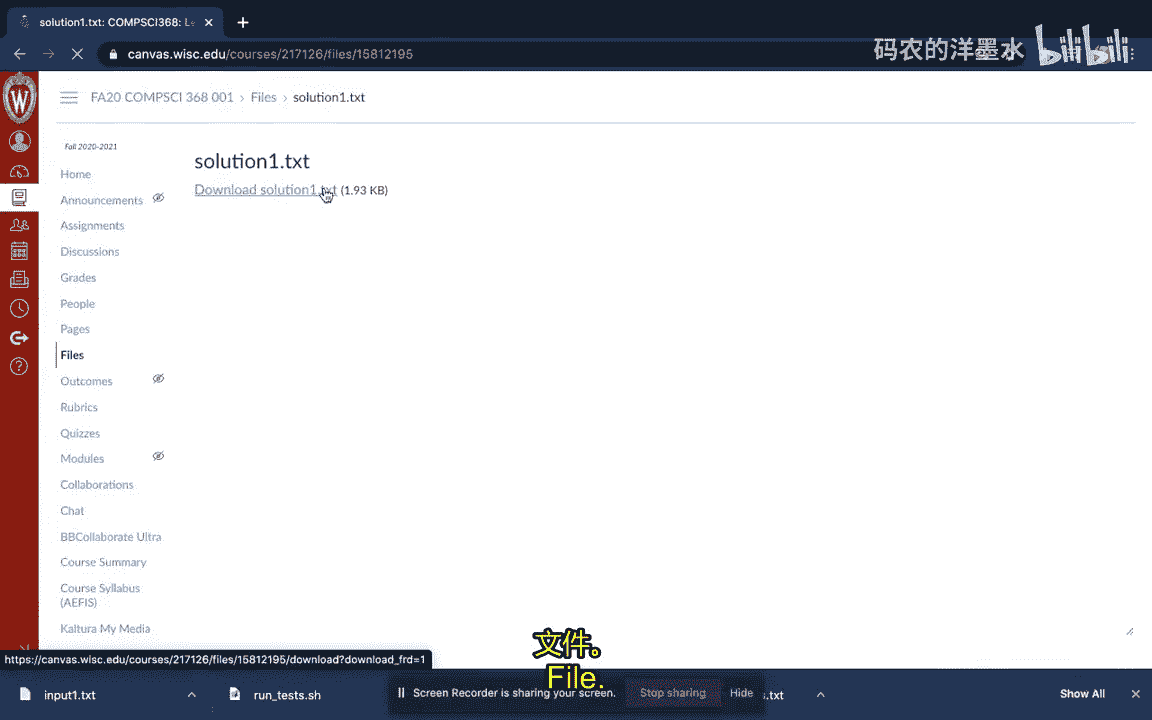 solution1.txt: COMPSCI368: Le
canvas.wisc.edu/courses/217126/files/15812195
码农的洋墨水 bilibili
W
FA20 COMPSCI 368 001 › Files › solution1.txt
Fall 2020-2021
Home
Announcements
Assignments
Discussions
Grades
People
Pages
Files
Outcomes
Rubrics
Quizzes
Modules
Collaborations
Chat
BBCollaborate Ultra
Course Summary
Course Syllabus
(AEFIS)
Kaltura My Media
solution1.txt
Download solution1.txt (1.93 KB)
文件。
File.
https://canvas.wisc.edu/courses/217126/files/15812195/download?download_frd=1
input1.txt
run_tests.sh
Screen Recorder is sharing your screen.
Stop sharing
Hide
s.txt
Show All